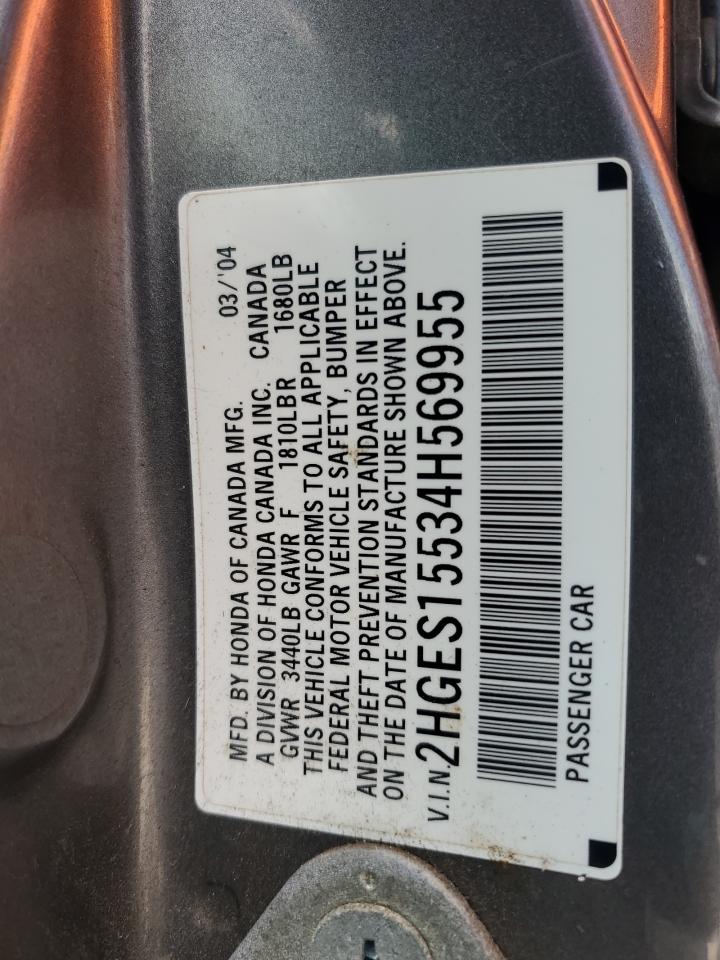 MFD. BY HONDA OF CANADA MFG. 03/'04
A DIVISION OF HONDA CANADA INC. CANADA
GVWR 3440LB GAWR F 1810LBR 1680LB
THIS VEHICLE CONFORMS TO ALL APPLICABLE
FEDERAL MOTOR VEHICLE SAFETY, BUMPER
AND THEFT PREVENTION STANDARDS IN EFFECT
ON THE DATE OF MANUFACTURE SHOWN ABOVE.
V.I.N. 2HGES15534H569955
PASSENGER CAR